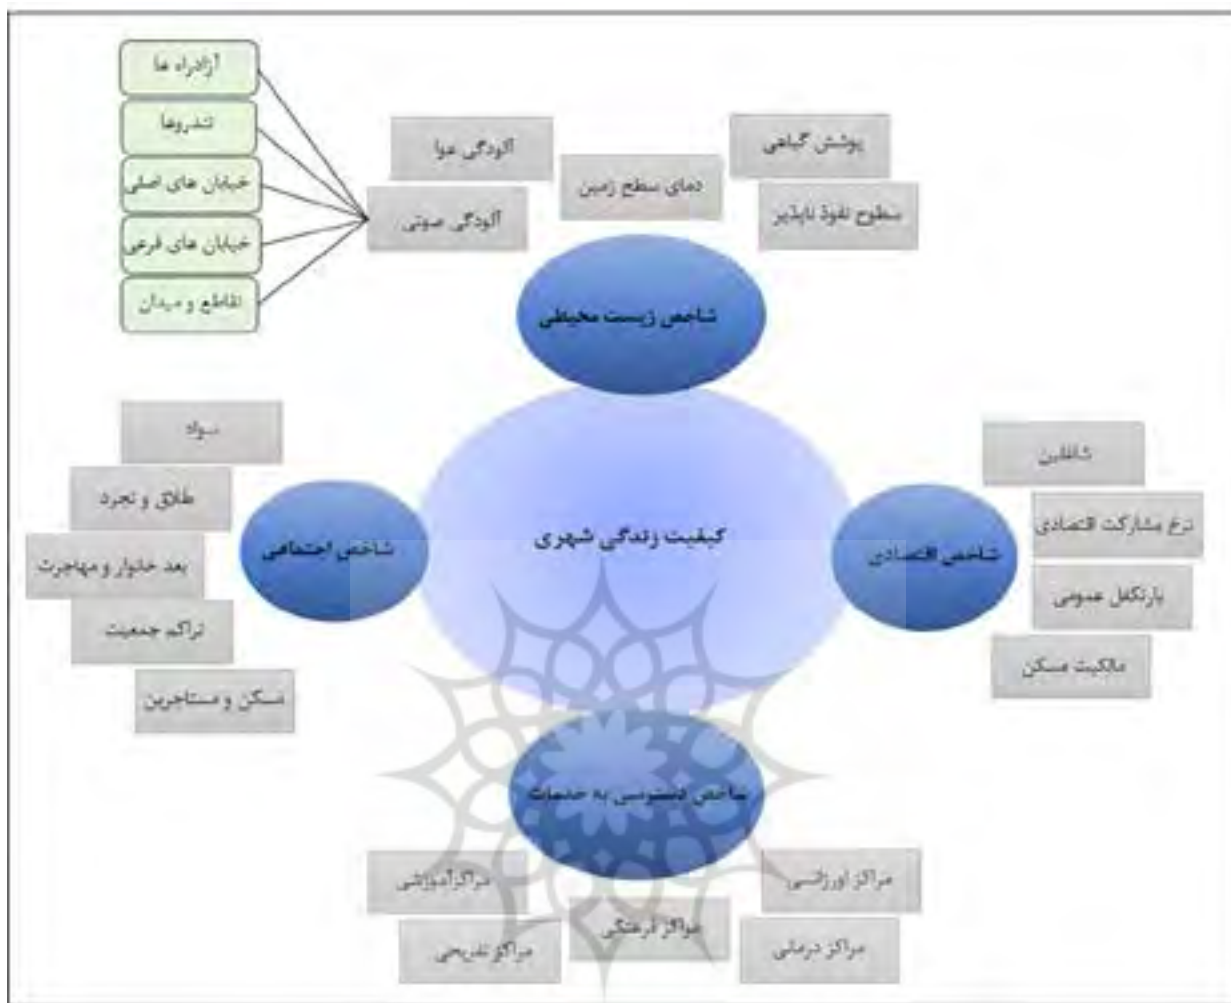 آزادراه ها
تندروها
خیابان های اصلی
خیابان های فرعی
تقاطع و میدان
آلودگی هوا
آلودگی صوتی
دمای سطح زمین
پوشش گیاهی
سطوح نفوذ ناپذیر
شاخص زیست محیطی
سواد
طلاق و تجرد
بعد خانوار و مهاجرت
تراکم جمعیت
مسکن و مستاجرین
شاخص اجتماعی
کیفیت زندگی شهری
شاخص اقتصادی
شاغلین
نرخ مشارکت اقتصادی
بارتکفل عمومی
مالکیت مسکن
شاخص دسترسی به خدمات
مراکزآموزشی
مراکز تفریحی
مراکز فرهنگی
مراکز اورژانسی
مراکز درمانی